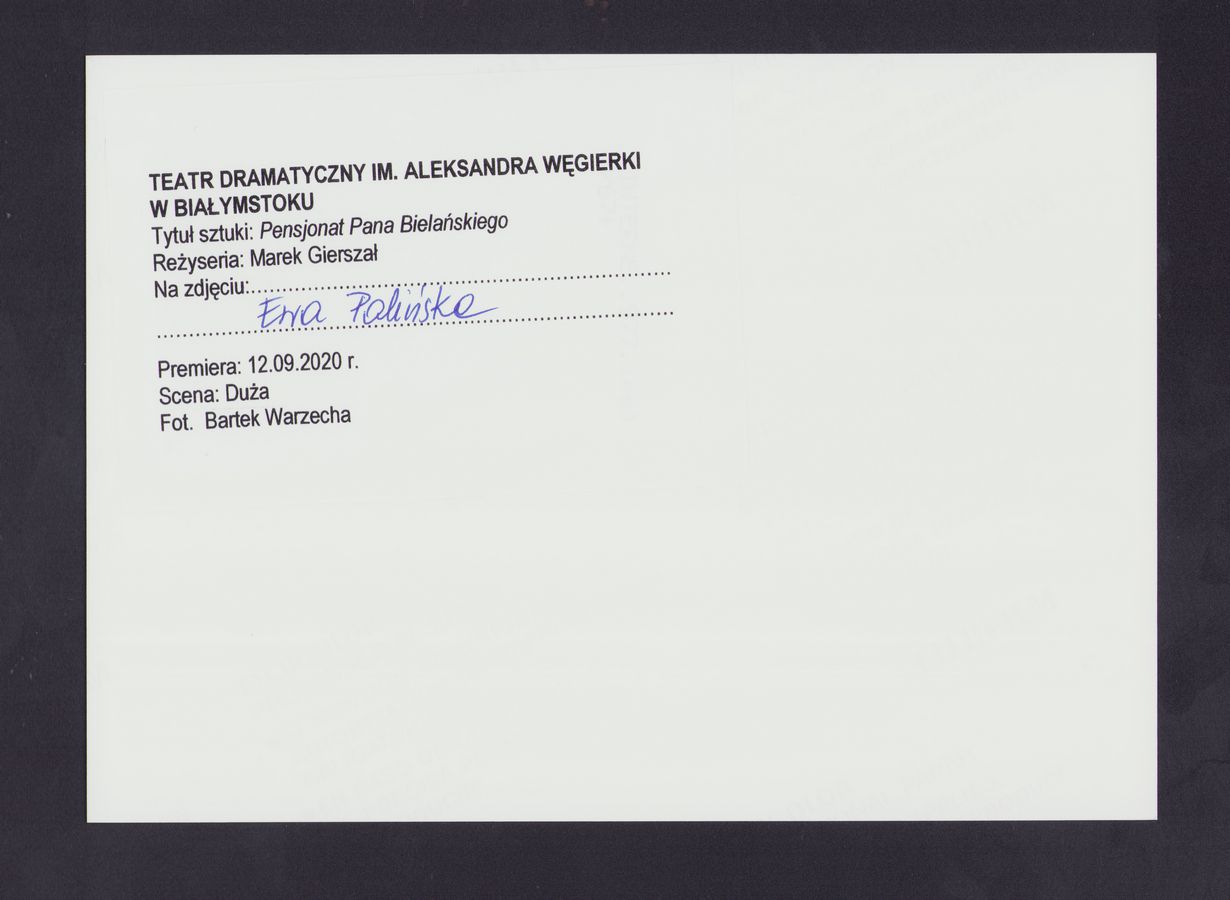 TEATR DRAMATYCZNY IM. ALEKSANDRA WĘGIERKI
W BIAŁYMSTOKU
Tytuł sztuki: Pensjonat Pana Bielańskiego
Reżyseria: Marek Gierszał
Na zdjęciu:......................................................................
Ewa Palińska
Premiera: 12.09.2020 r.
Scena: Duża
Fot. Bartek Warzecha